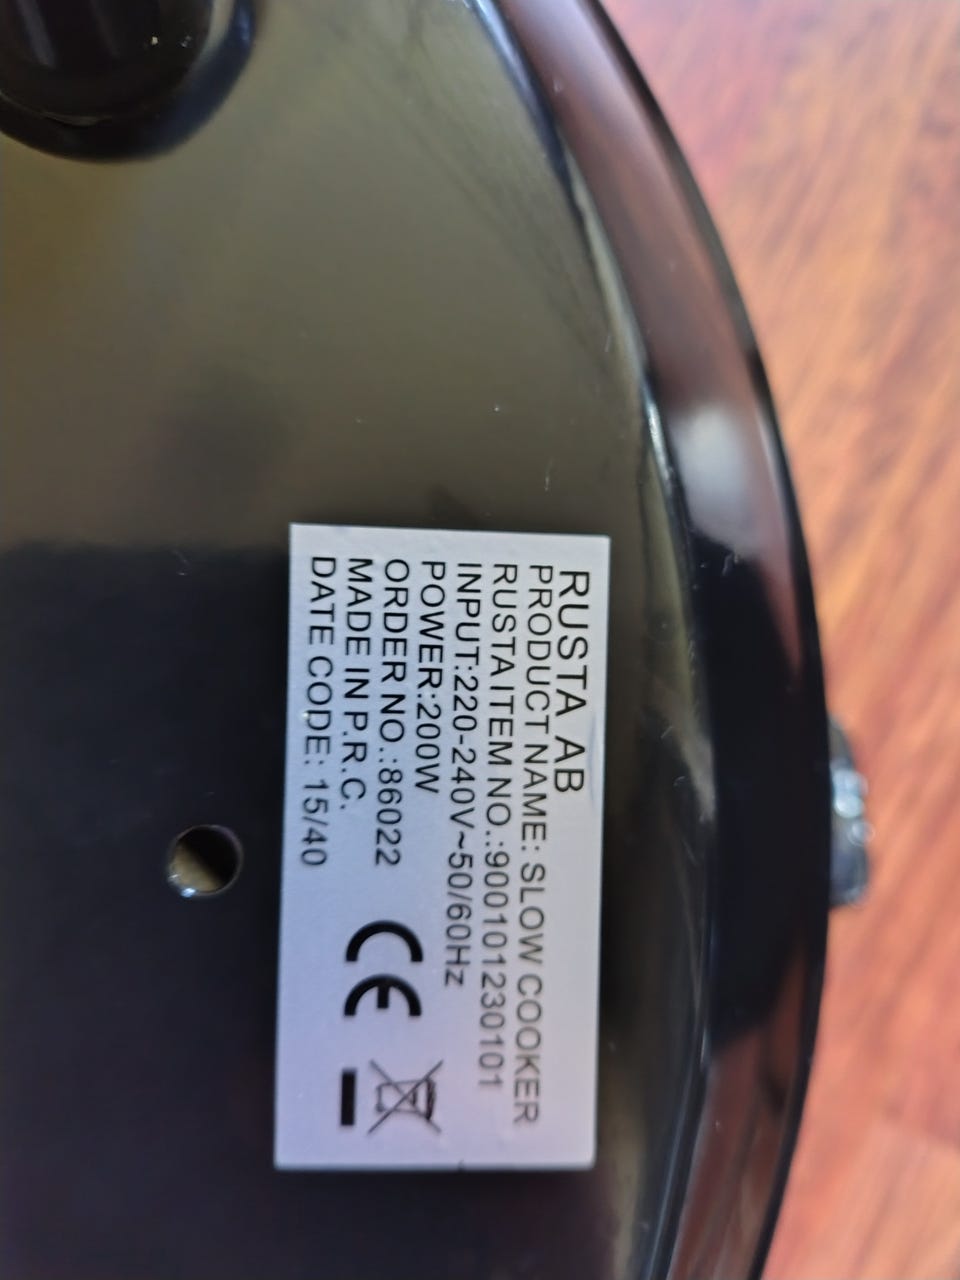 RUSTA AB
PRODUCT NAME: SLOW COOKER
RUSTA ITEM NO.:900101230101
INPUT:220-240V~50/60Hz
POWER:200W
ORDER NO.:86022
MADE IN P.R.C.
DATE CODE: 15/40
CE